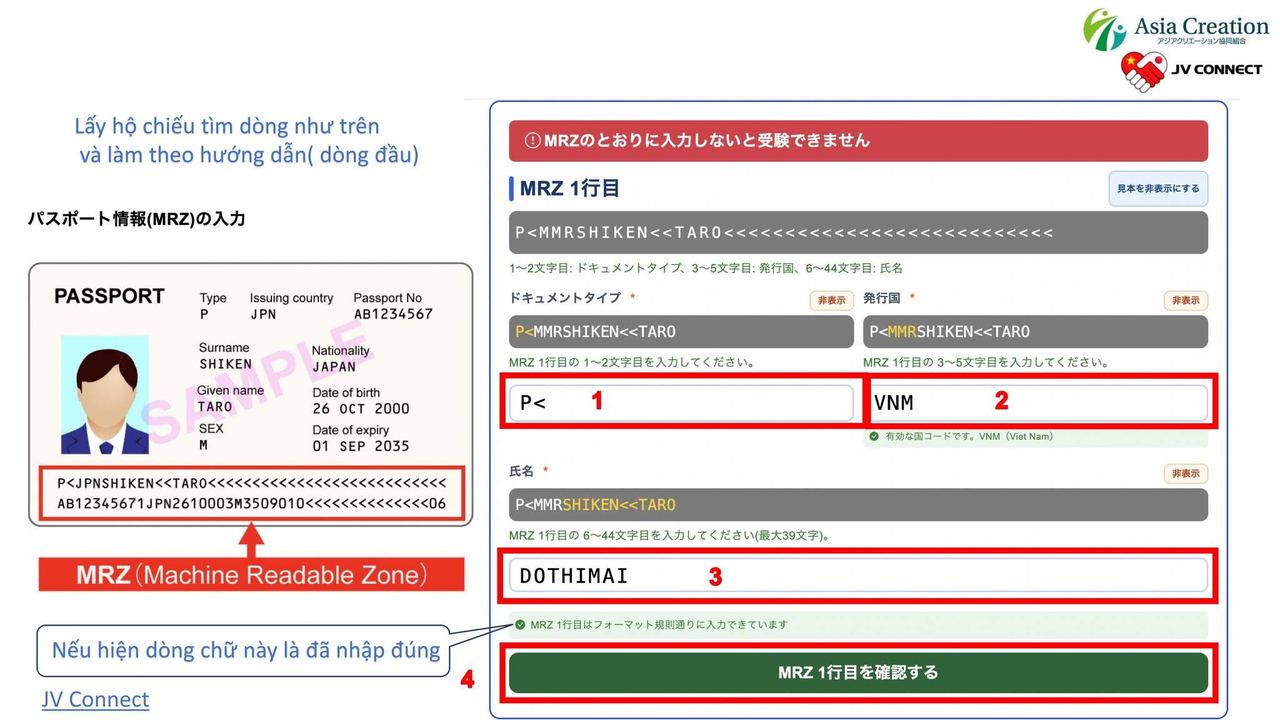 Asia Creation
アジアクリエーション協同組合
JV CONNECT
Lấy hộ chiếu tìm dòng như trên
và làm theo hướng dẫn( dòng đầu)
パスポート情報(MRZ)の入力
PASSPORT
Type Issuing country Passport No
P JPN AB1234567
Surname
SHIKEN
Nationality
JAPAN
Given name
TARO
Date of birth
26 OCT 2000
SEX
M
Date of expiry
01 SEP 2035
SAMPLE
P<JPNSHIKEN<<TARO<<<<<<<<<<<<<<<<<<<<<<<<<<<
AB12345671JPN2610003M3509010<<<<<<<<<<<<<<06
MRZ(Machine Readable Zone)
Nếu hiện dòng chữ này là đã nhập đúng
JV Connect
MRZのとおりに入力しないと受験できません
MRZ 1行目
見本を非表示にする
P<MMRSHIKEN<<TARO<<<<<<<<<<<<<<<<<<<<<<<<<<<
1〜2文字目: ドキュメントタイプ、3〜5文字目: 発行国、6〜44文字目: 氏名
ドキュメントタイプ * 非表示 発行国 * 非表示
P<MMRSHIKEN<<TARO P<MMRSHIKEN<<TARO
MRZ 1行目の 1〜2文字目を入力してください。 MRZ 1行目の 3〜5文字目を入力してください。
P< 1 VNM 2
有効な国コードです。VNM（Viet Nam）
氏名 * 非表示
P<MMRSHIKEN<<TARO
MRZ 1行目の 6〜44文字目を入力してください(最大39文字)。
DOTHIMAI 3
MRZ 1行目はフォーマット規則通りに入力できています
4 MRZ 1行目を確認する